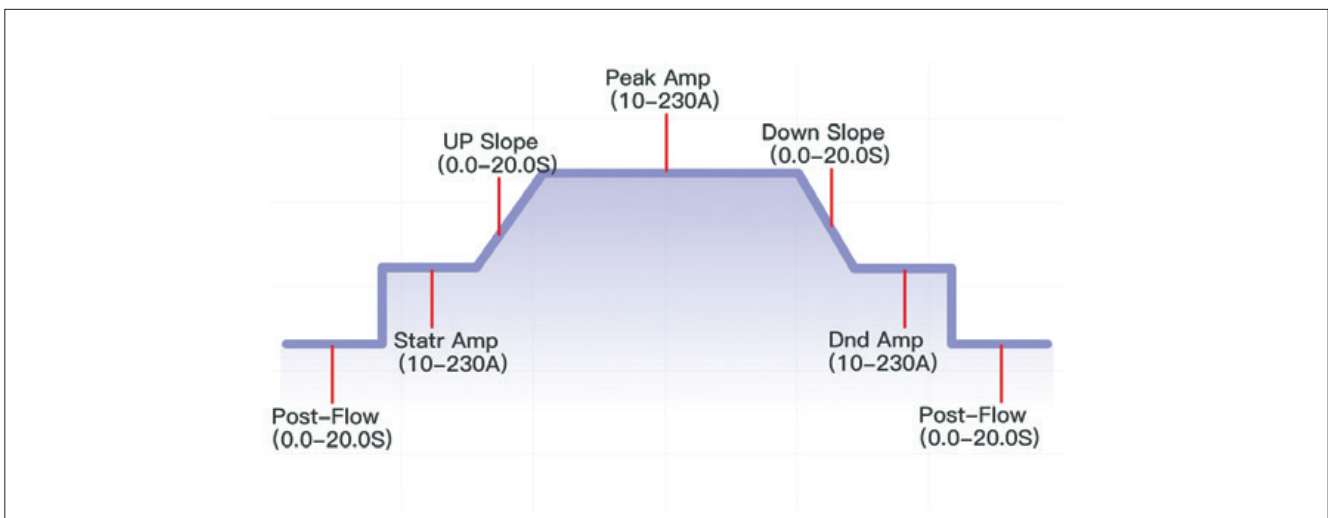 Peak Amp
(10-230A)
UP Slope
(0.0-20.0S)
Down Slope
(0.0-20.0S)
Statr Amp
(10-230A)
Dnd Amp
(10-230A)
Post-Flow
(0.0-20.0S)
Post-Flow
(0.0-20.0S)